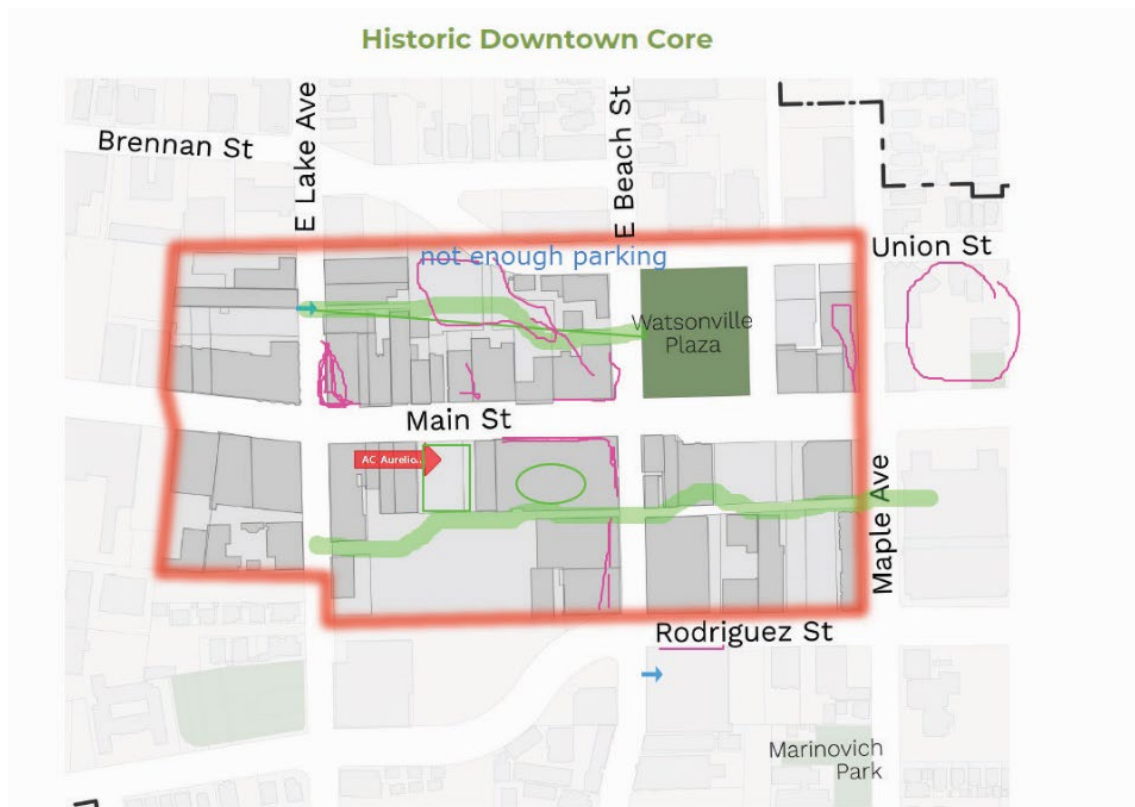 Historic Downtown Core
Brennan St
E Lake Ave
E Beach St
Union St
not enough parking
Watsonville
Plaza
Main St
AC Aurelio..
Maple Ave
Rodriguez St
Marinovich
Park